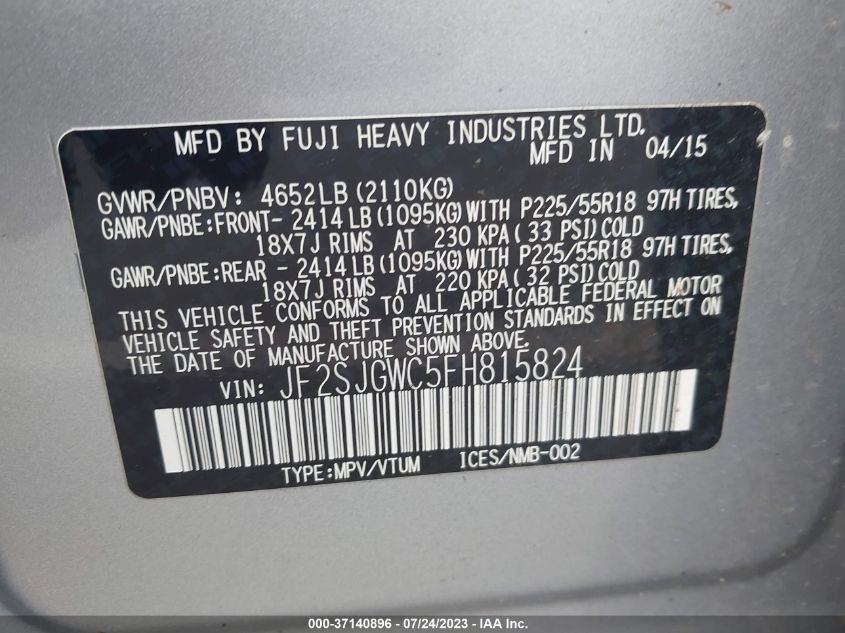 MFD BY FUJI HEAVY INDUSTRIES LTD.
MFD IN 04/15
GVWR/PNBV: 4652LB (2110KG)
GAWR/PNBE:FRONT- 2414LB (1095KG) WITH P225/55R18 97H TIRES,
18X7J RIMS AT 230 KPA( 33 PSI) COLD
GAWR/PNBE:REAR - 2414LB (1095KG) WITH P225/55R18 97H TIRES,
18X7J RIMS AT 220 KPA( 32 PSI) COLD
THIS VEHICLE CONFORMS TO ALL APPLICABLE FEDERAL MOTOR
VEHICLE SAFETY AND THEFT PREVENTION STANDARDS IN EFFECT ON
THE DATE OF MANUFACTURE SHOWN ABOVE.
VIN: JF2SJGWC5FH815824
TYPE:MPV/VTUM ICES/NMB-002
000-37140896 - 07/24/2023 - IAA Inc.